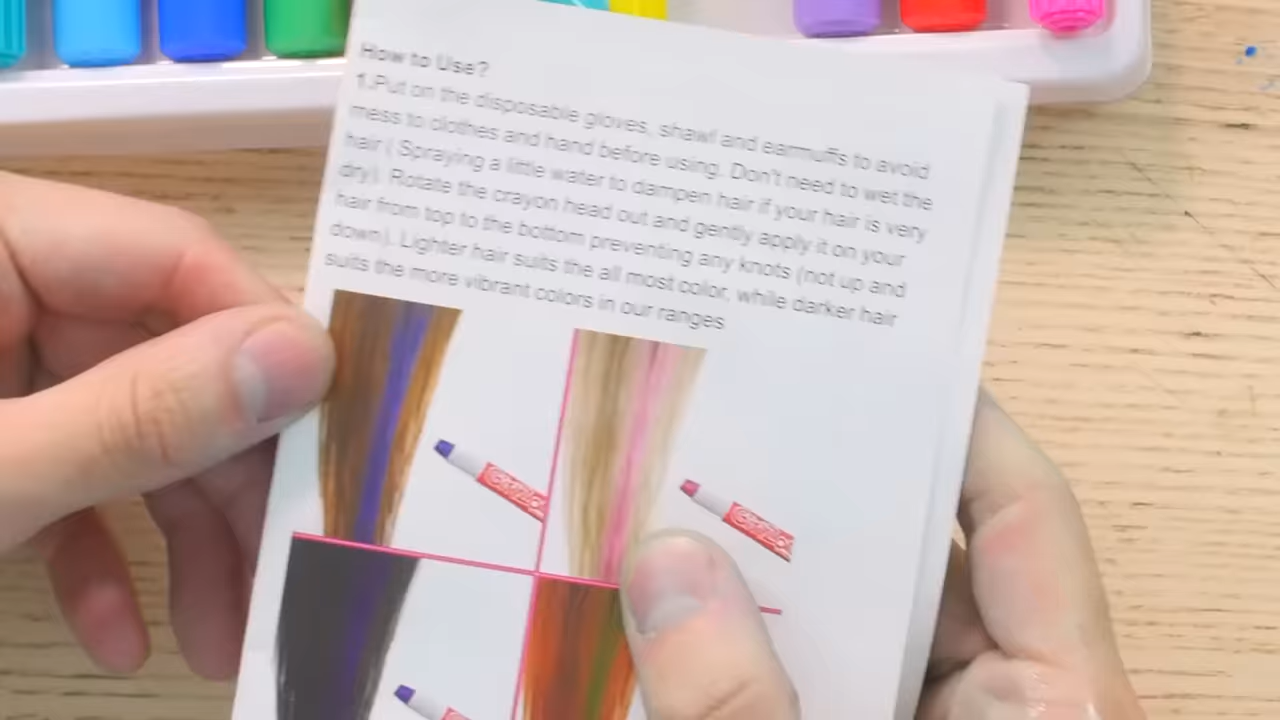 How to Use?
1.Put on the disposable gloves, shawl and earmuffs to avoid
mess to clothes and hand before using. Don't need to wet the
hair ( Spraying a little water to dampen hair if your hair is very
dry). Rotate the crayon head out and gently apply it on your
hair from top to the bottom preventing any knots (not up and
down). Lighter hair suits the all most color, while darker hair
suits the more vibrant colors in our ranges